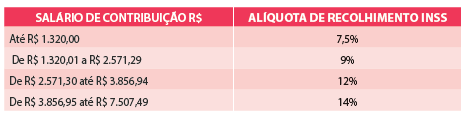 SALÁRIO DE CONTRIBUIÇÃO R$ ALÍQUOTA DE RECOLHIMENTO INSS
Até R$ 1.320,00 7,5%
De R$ 1.320,01 a R$ 2.571,29 9%
De R$ 2.571,30 até R$ 3.856,94 12%
De R$ 3.856,95 até R$ 7.507,49 14%